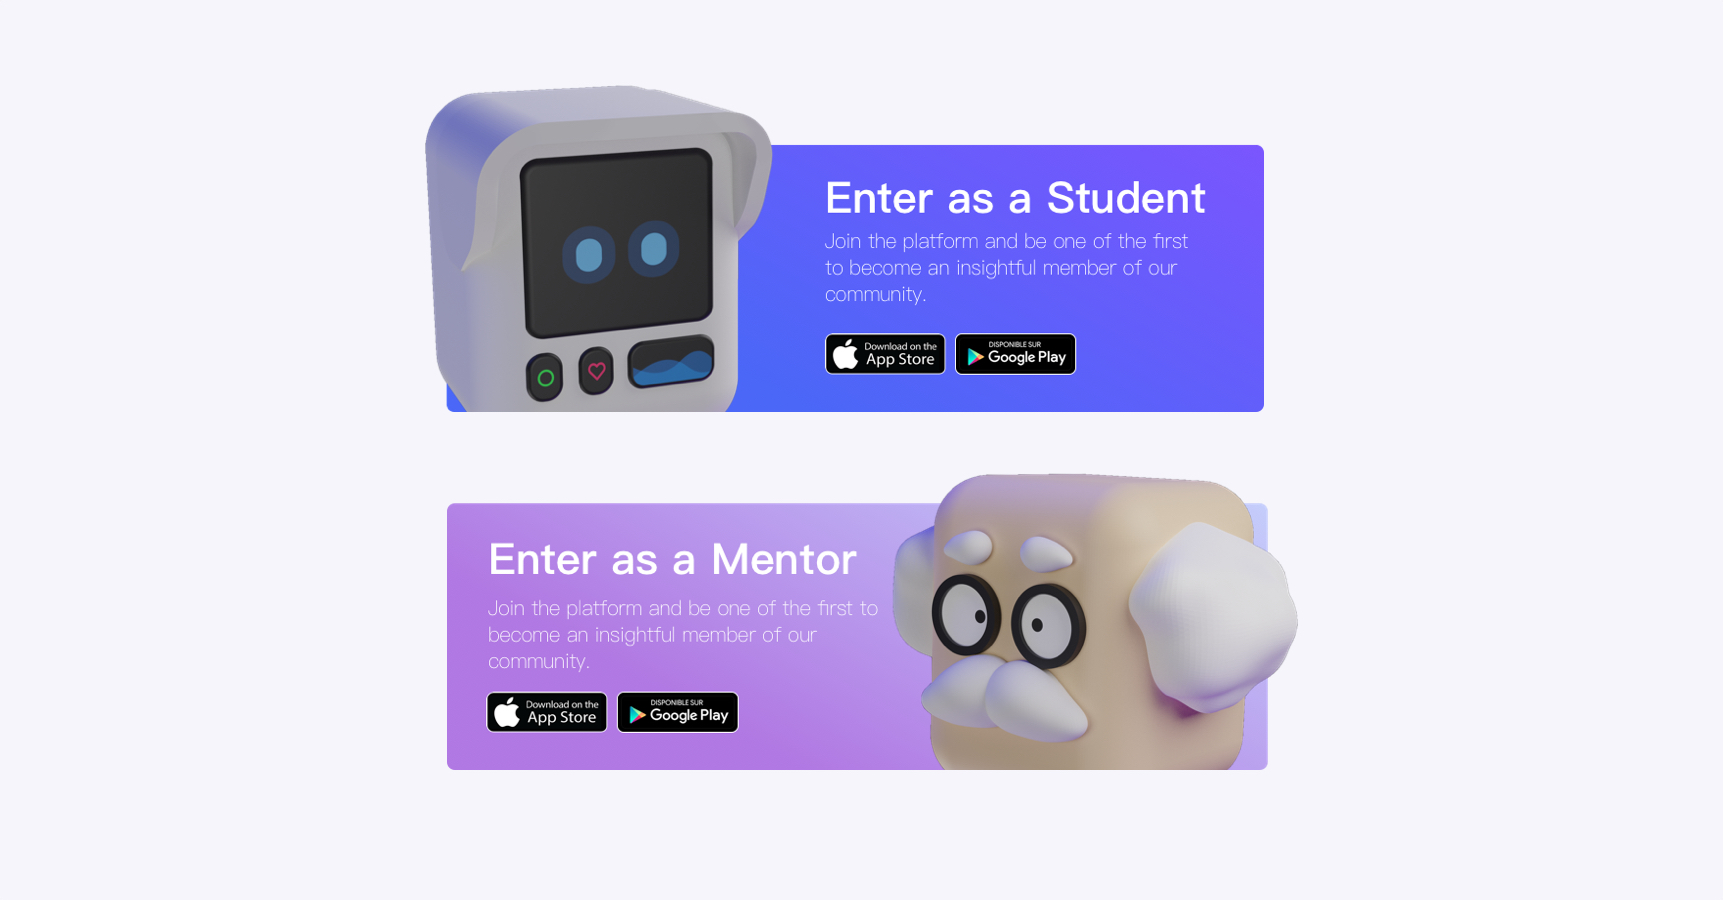 Enter as a Student
Join the platform and be one of the first
to become an insightful member of our
community.
Download on the
App Store
DISPONIBLE SUR
Google Play
Enter as a Mentor
Join the platform and be one of the first to
become an insightful member of our
community.
Download on the
App Store
DISPONIBLE SUR
Google Play